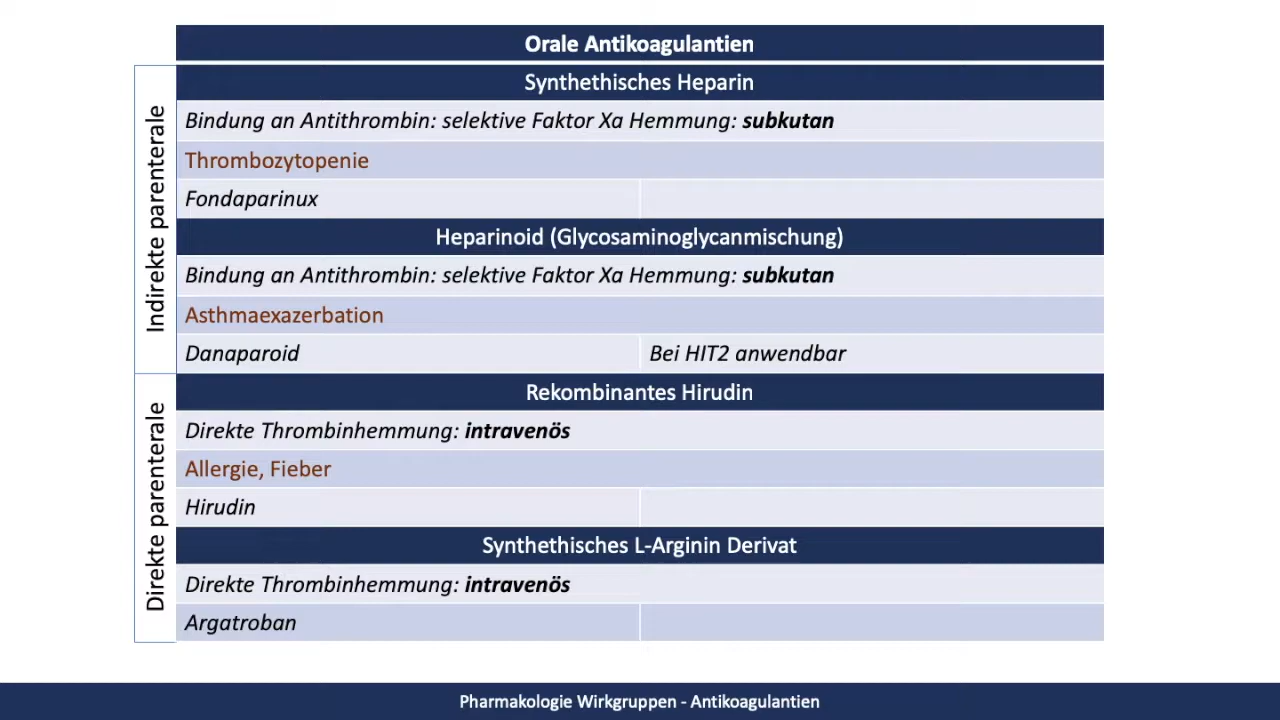 Orale Antikoagulantien
Indirekte parenterale
Synthethisches Heparin
Bindung an Antithrombin: selektive Faktor Xa Hemmung: subkutan
Thrombozytopenie
Fondaparinux
Heparinoid (Glycosaminoglycanmischung)
Bindung an Antithrombin: selektive Faktor Xa Hemmung: subkutan
Asthmaexazerbation
Danaparoid Bei HIT2 anwendbar
Direkte parenterale
Rekombinantes Hirudin
Direkte Thrombinhemmung: intravenös
Allergie, Fieber
Hirudin
Synthethisches L-Arginin Derivat
Direkte Thrombinhemmung: intravenös
Argatroban
Pharmakologie Wirkgruppen - Antikoagulantien